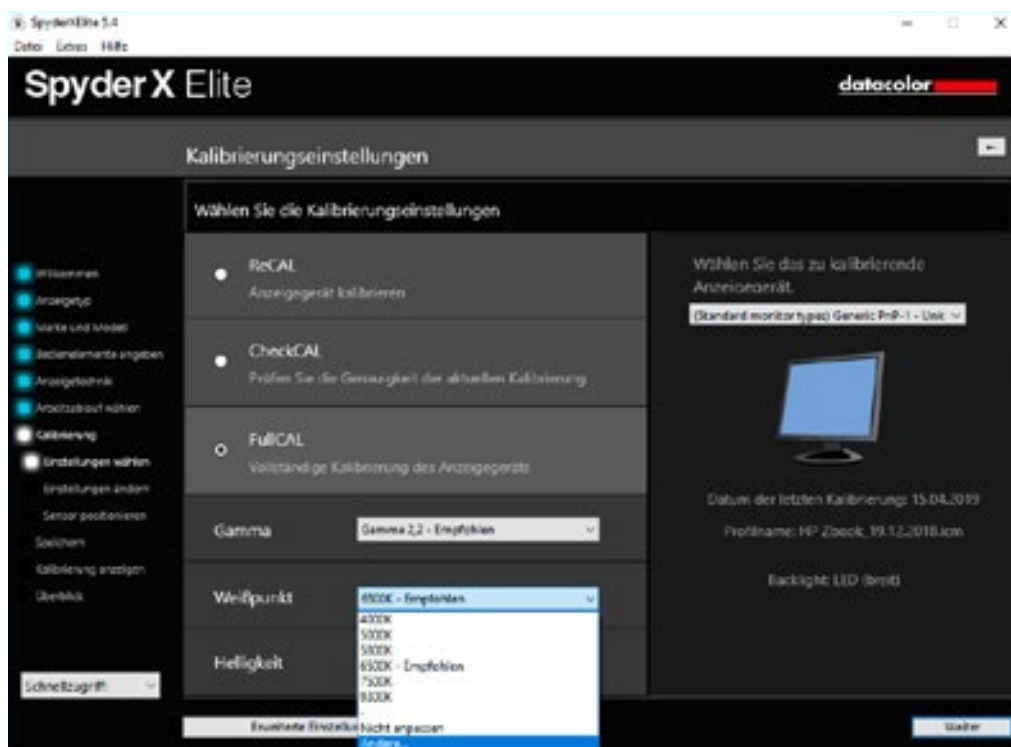 SpyderXElite 5.4
Datei Extras Hilfe
Spyder X Elite
datacolor
Kalibrierungseinstellungen
Wählen Sie die Kalibrierungseinstellungen
Willkommen
Anzeigetyp
Marke und Modell
Bedienelemente angeben
Anzeigetechnik
Arbeitsablauf wählen
Kalibrierung
Einstellungen wählen
Einstellungen ändern
Sensor positionieren
Speichern
Kalibrierung anzeigen
Überblick
Schnellzugriff:
ReCAL
Anzeigegerät kalibrieren
CheckCAL
Prüfen Sie die Genauigkeit der aktuellen Kalibrierung
FullCAL
Vollständige Kalibrierung des Anzeigegeräts
Gamma
Gamma 2,2 - Empfohlen
Weißpunkt
6500K - Empfohlen
4000K
5000K
5800K
6500K - Empfohlen
7500K
9300K
Nicht anpassen
Andere...
Helligkeit
Erweiterte Einstellu
Wählen Sie das zu kalibrierende
Anzeigegerät.
(Standard monitor types) Generic PnP-1 - Unk
Datum der letzten Kalibrierung: 15.04.2019
Profilname: HP Zbook_19.12.2018.icm
Backlight: LED (breit)
Weiter